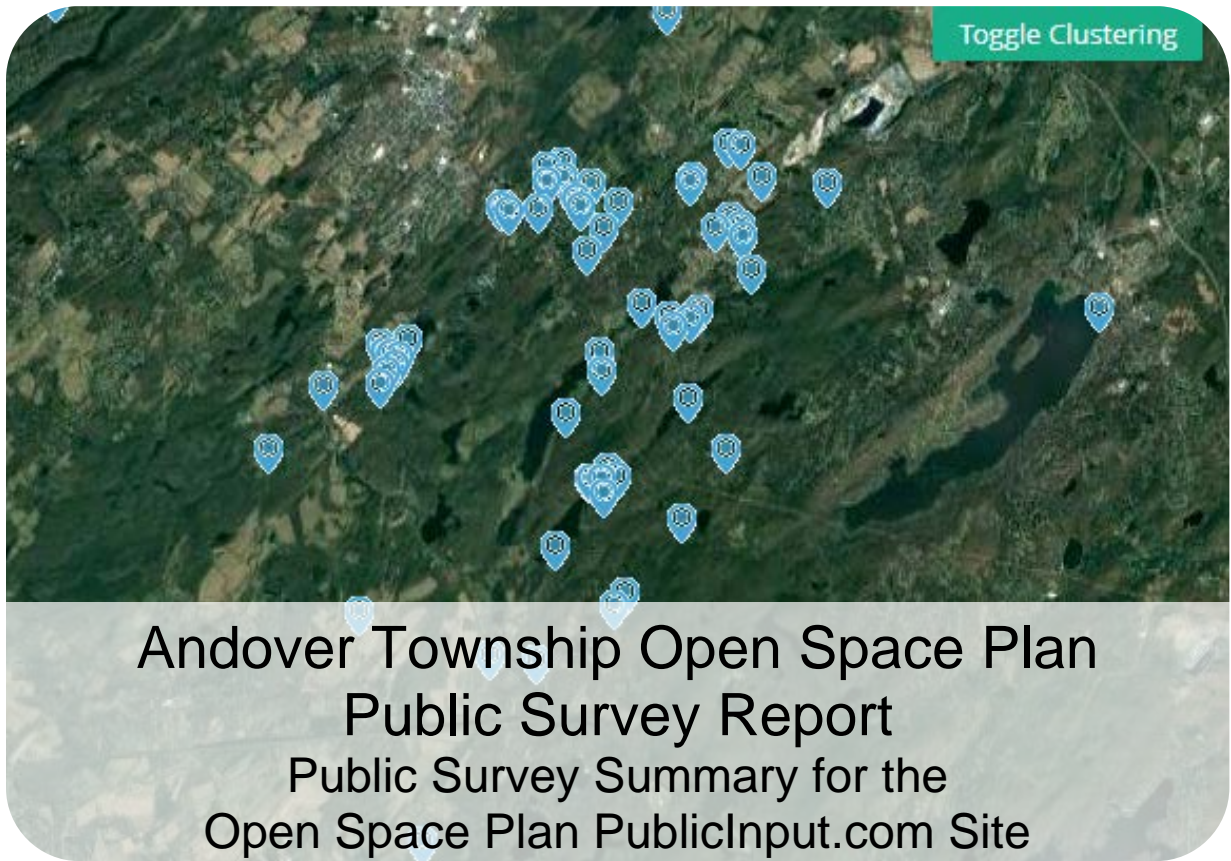 Toggle Clustering
Andover Township Open Space Plan
Public Survey Report
Public Survey Summary for the
Open Space Plan PublicInput.com Site